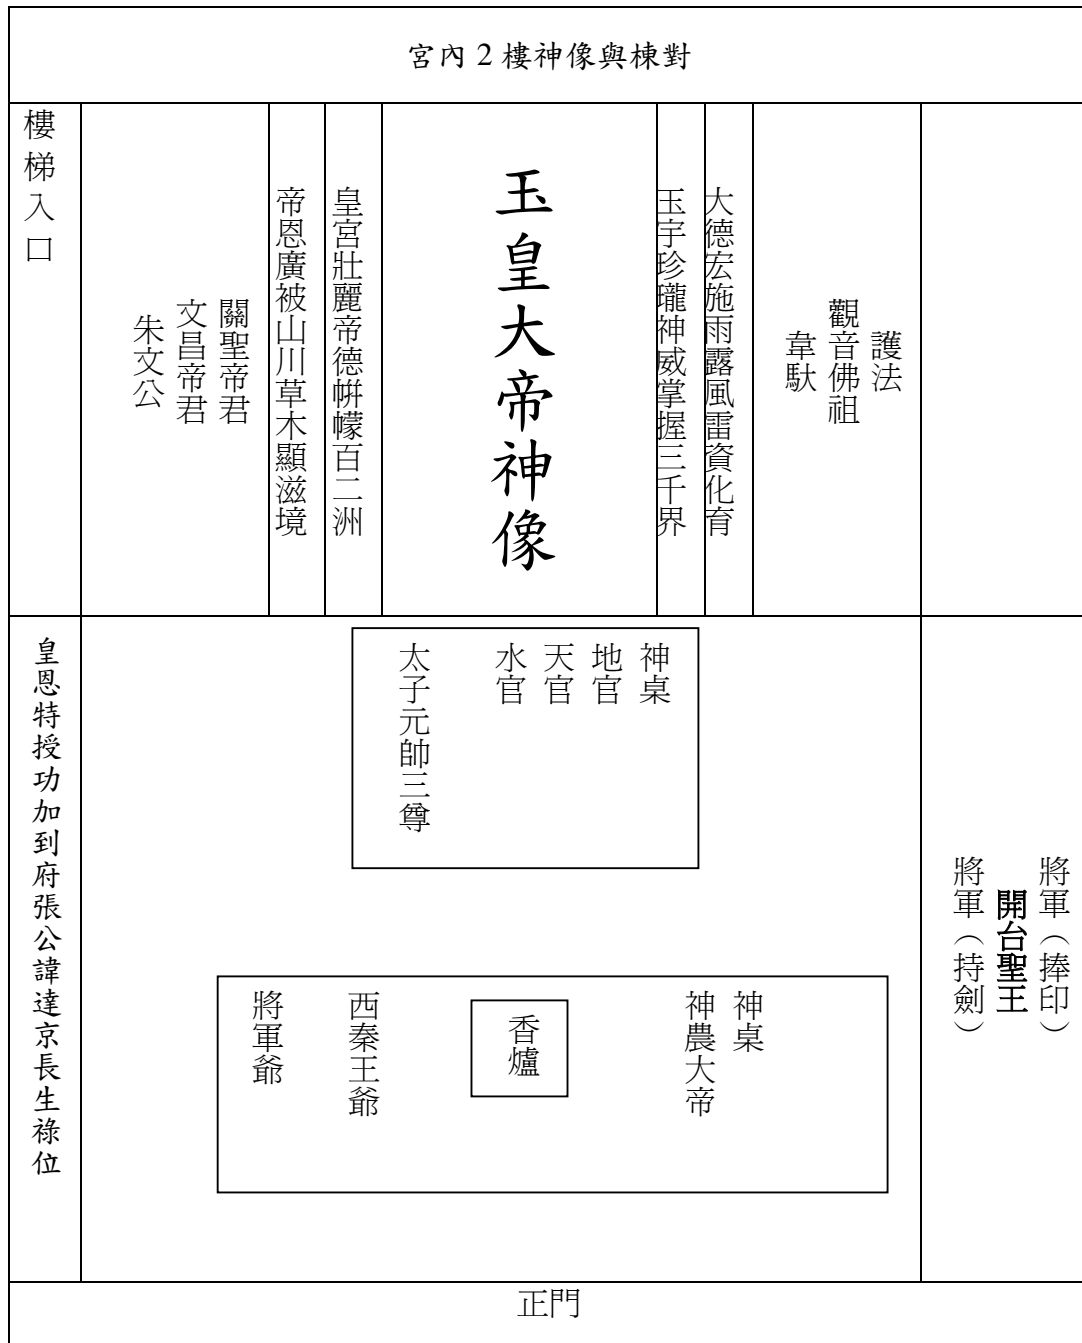 宮內 2 樓神像與棟對
護法
觀音佛祖
韋馱
大德宏施雨露風雷資化育
玉宇珍瓏神威掌握三千界
玉皇大帝神像
皇宮壯麗帝德帡幪百二洲
帝恩廣被山川草木顯滋境
關聖帝君
文昌帝君
朱文公
樓梯入口
將軍（捧印）
開台聖王
將軍（持劍）
神桌
地官
天官
水官
太子元帥三尊
神桌
神農大帝
香爐
西秦王爺
將軍爺
皇恩特授功加到府張公諱達京長生祿位
正門